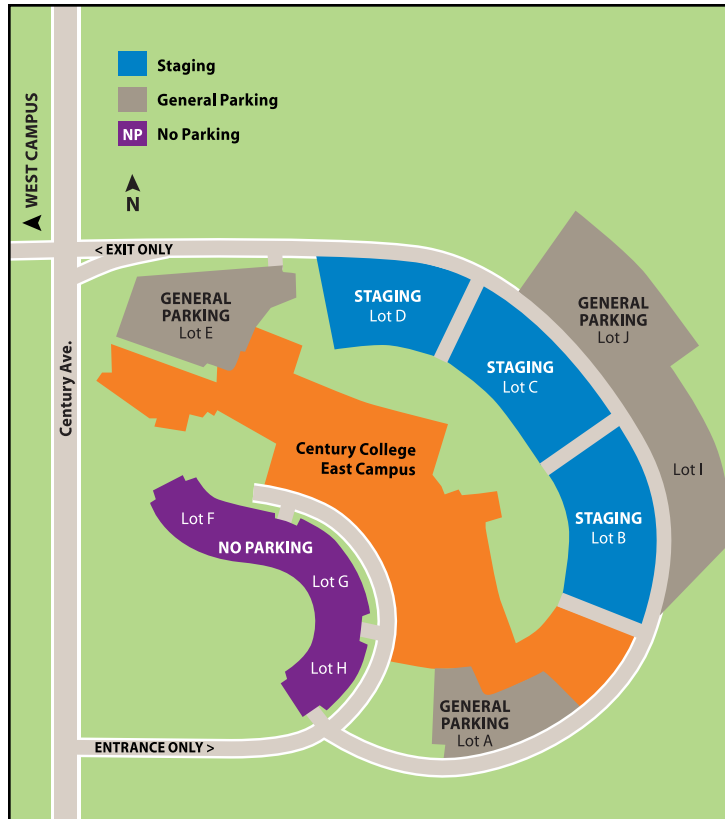 Staging
General Parking
NP No Parking
WEST CAMPUS
N
< EXIT ONLY
GENERAL
PARKING
Lot E
STAGING
Lot D
GENERAL
PARKING
Lot J
STAGING
Lot C
Century Ave.
Century College
East Campus
Lot I
STAGING
Lot B
Lot F
NO PARKING
Lot G
Lot H
GENERAL
PARKING
Lot A
ENTRANCE ONLY >